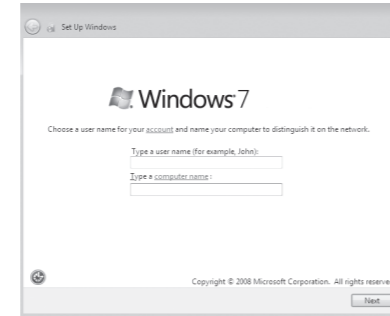 Set Up Windows
Windows 7
Choose a user name for your account and name your computer to distinguish it on the network.
Type a user name (for example, John):
Type a computer name:
Copyright © 2008 Microsoft Corporation. All rights reserve
Next